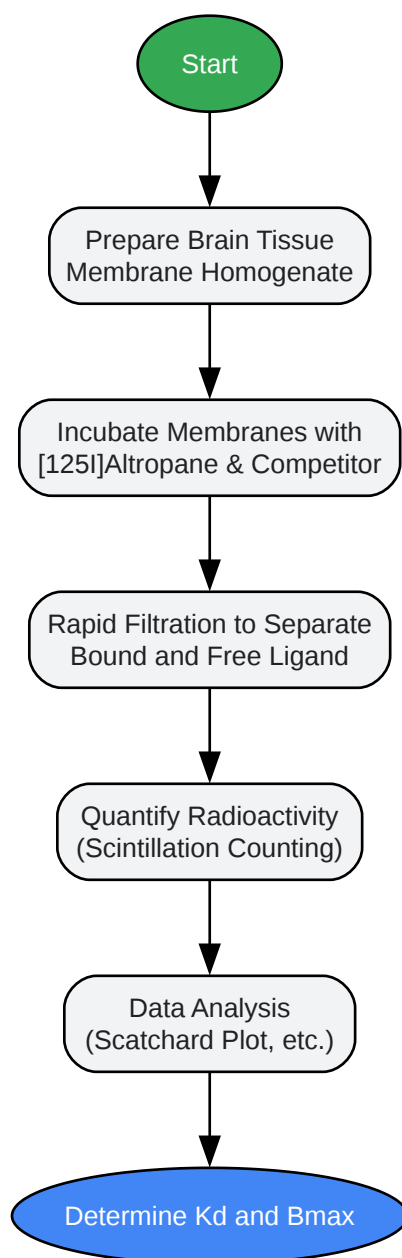 Start
Prepare Brain Tissue
Membrane Homogenate
Incubate Membranes with
[125I]Altropane & Competitor
Rapid Filtration to Separate
Bound and Free Ligand
Quantify Radioactivity
(Scintillation Counting)
Data Analysis
(Scatchard Plot, etc.)
Determine Kd and Bmax